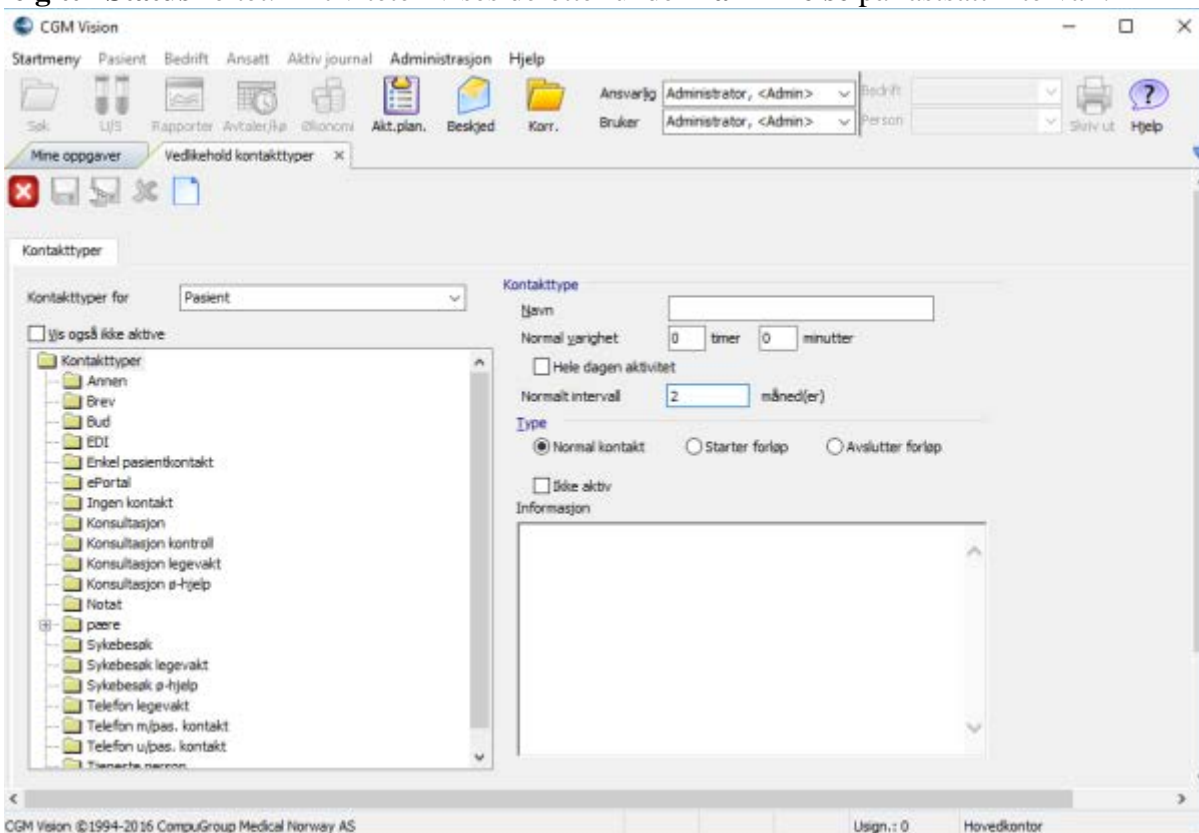 CGM Vision
Startmeny Pasient Bedrift Ansatt Aktiv journal Administrasjon Hjelp
Ansvarlig Administrator, <Admin> Bedrift
Søk U/S Rapporter Avtaler/kø Økonomi Akt.plan. Beskjed Korr. Bruker Administrator, <Admin> Person Skriv ut Hjelp
Mine oppgaver Vedlikehold kontakttyper
Kontakttyper
Kontakttyper for Pasient
Vis også ikke aktive
Kontakttyper
Annen
Brev
Bud
EDI
Enkel pasientkontakt
ePortal
Ingen kontakt
Konsultasjon
Konsultasjon kontroll
Konsultasjon legevakt
Konsultasjon ø-hjelp
Notat
pære
Sykebesøk
Sykebesøk legevakt
Sykebesøk ø-hjelp
Telefon legevakt
Telefon m/pas. kontakt
Telefon u/pas. kontakt
Tjeneste person
Kontakttype
Navn
Normal varighet 0 timer 0 minutter
Hele dagen aktivitet
Normalt intervall 2 måned(er)
Type
Normal kontakt Starter forløp Avslutter forløp
Ikke aktiv
Informasjon
CGM Vision ©1994-2016 CompuGroup Medical Norway AS Usign.: 0 Hovedkontor